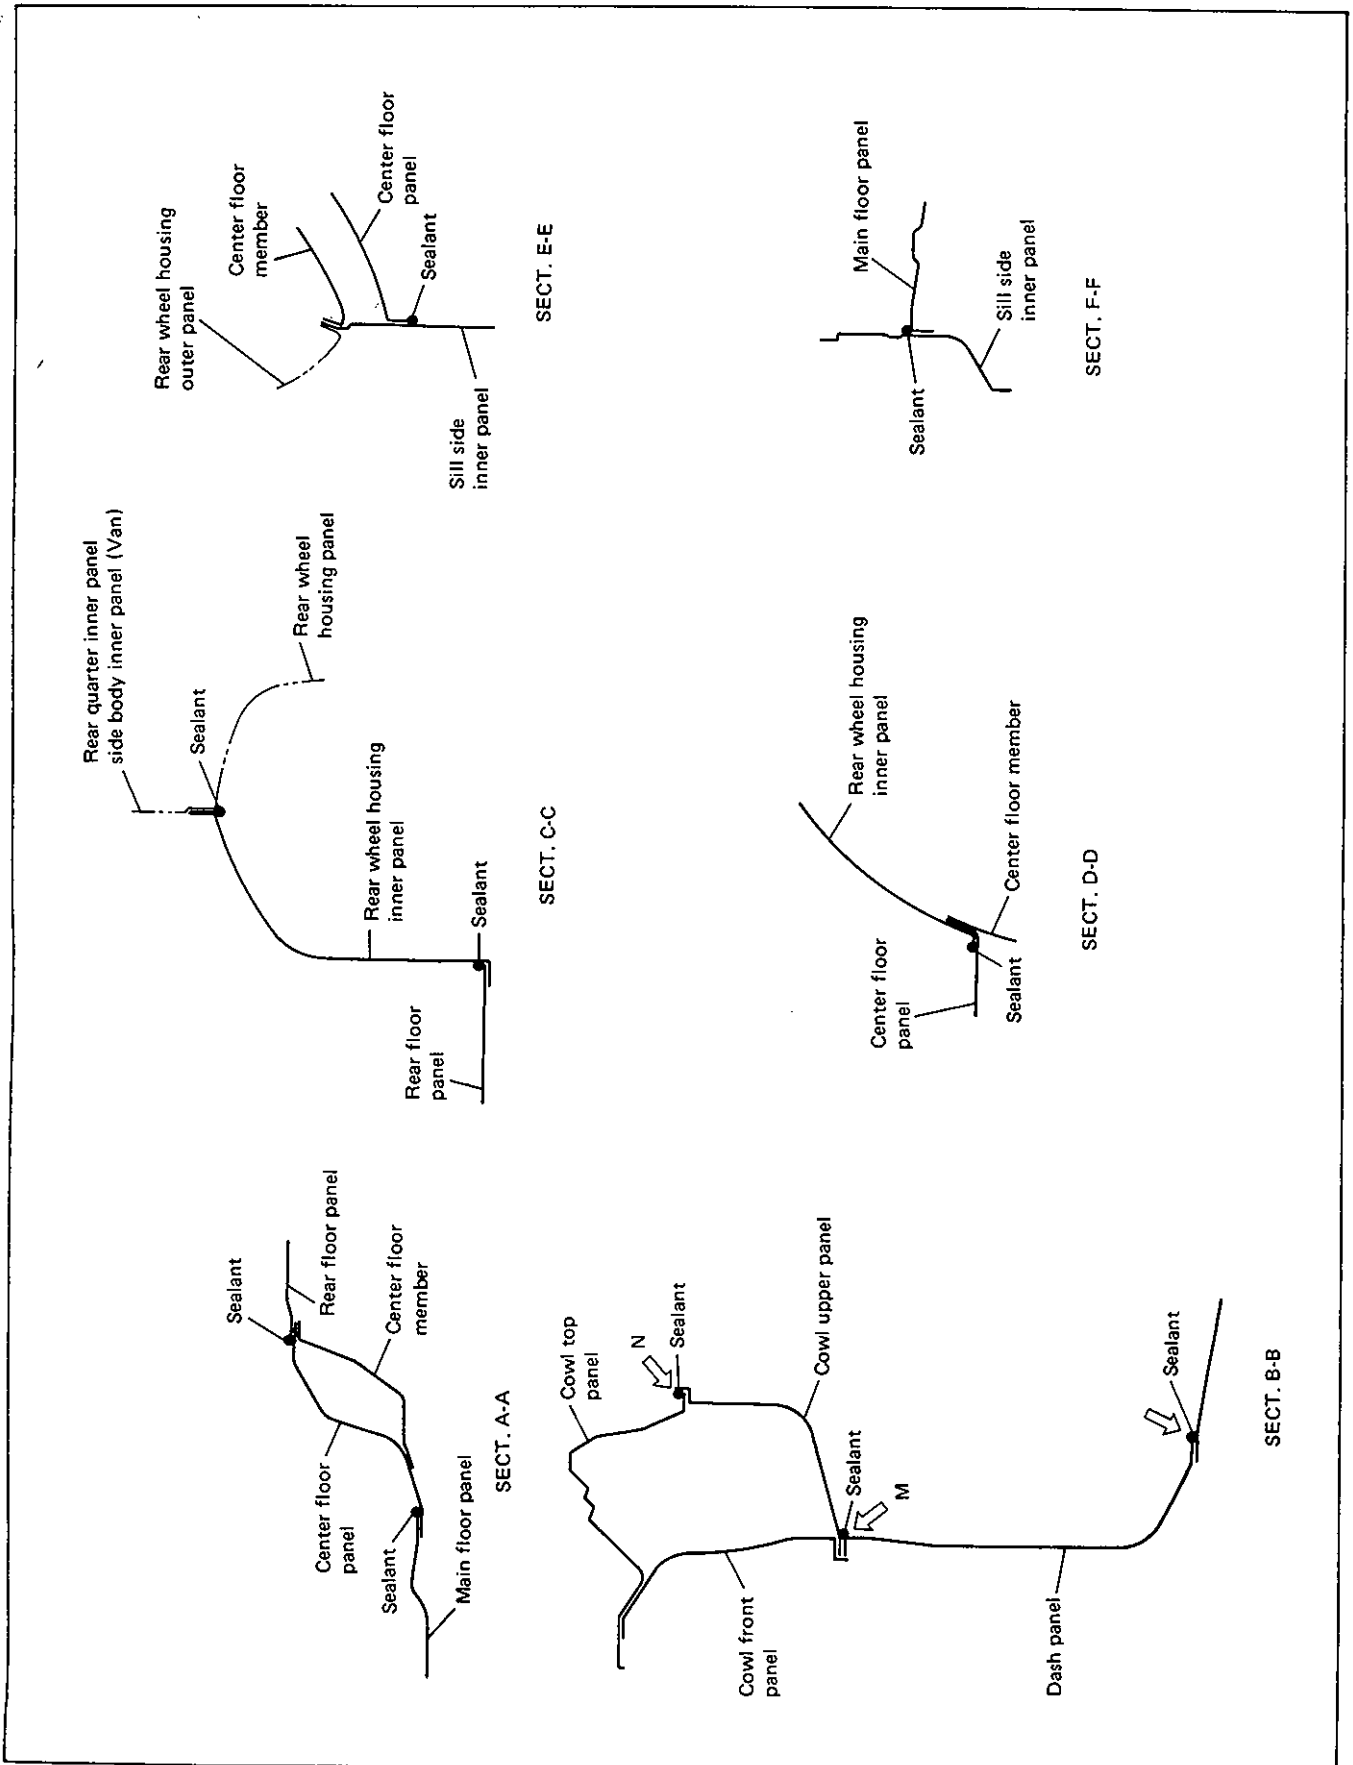 Sealant
Rear floor panel
Center floor
member
Center floor
panel
Sealant
Main floor panel
SECT. A-A
Rear quarter inner panel
side body inner panel (Van)
Sealant
Rear wheel
housing panel
Rear wheel housing
inner panel
Sealant
Rear floor
panel
SECT. C-C
Rear wheel housing
outer panel
Center floor
member
Center floor
panel
Sealant
Sill side
inner panel
SECT. E-E
Cowl top
panel
N
Sealant
Cowl upper panel
Sealant
M
Cowl front
panel
Dash panel
Sealant
SECT. B-B
Rear wheel housing
inner panel
Center floor member
Center floor
panel
Sealant
SECT. D-D
Main floor panel
Sealant
Sill side
inner panel
SECT. F-F